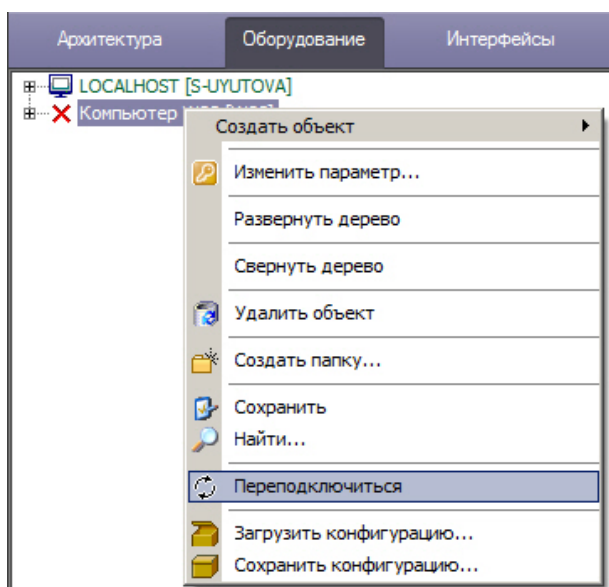 Архитектура Оборудование Интерфейсы
LOCALHOST [S-UYUTOVA]
Компьютер
Создать объект
Изменить параметр...
Развернуть дерево
Свернуть дерево
Удалить объект
Создать папку...
Сохранить
Найти...
Переподключиться
Загрузить конфигурацию...
Сохранить конфигурацию...